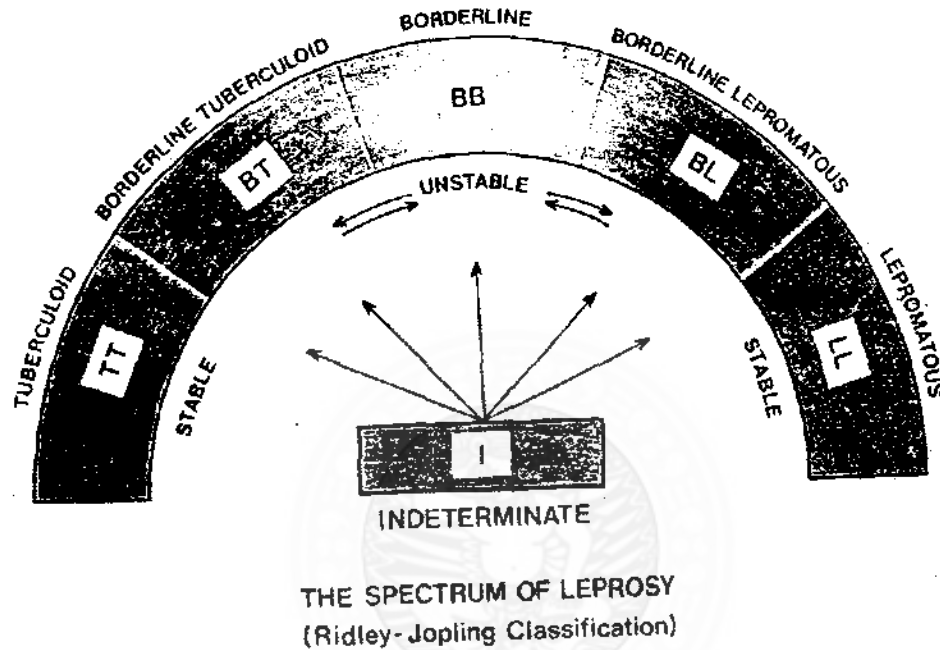 BORDERLINE
BORDERLINE TUBERCULOID
BORDERLINE LEPROMATOUS
BB
BT
BL
UNSTABLE
TUBERCULOID
LEPROMATOUS
TT
LL
STABLE
STABLE
I
INDETERMINATE
THE SPECTRUM OF LEPROSY
(Ridley-Jopling Classification)